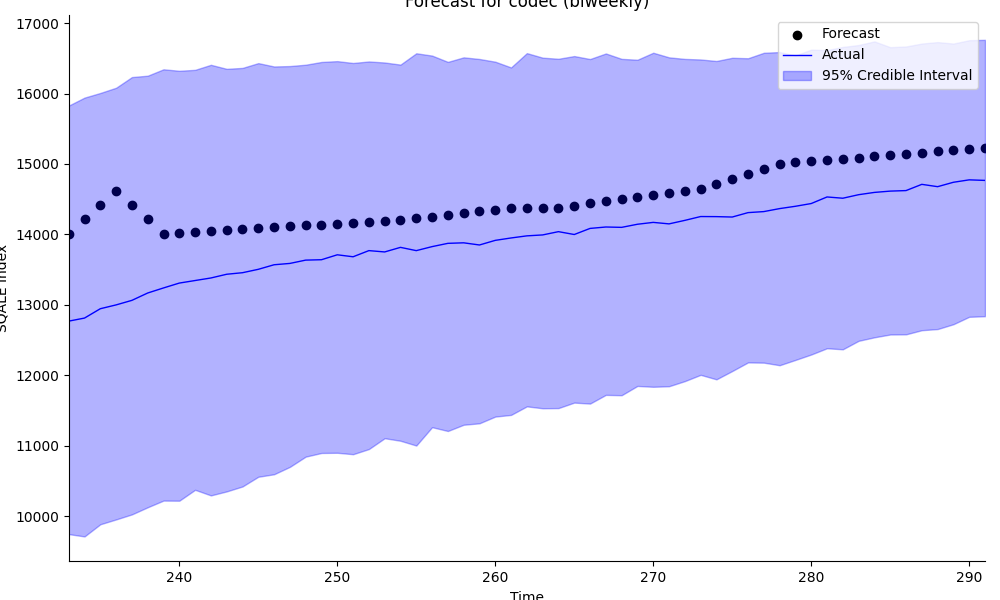 Forecast for codec (biweekly)
17000
16000
15000
14000
13000
12000
11000
10000
SQALE Index
Forecast
Actual
95% Credible Interval
240
250
260
270
280
290
Time